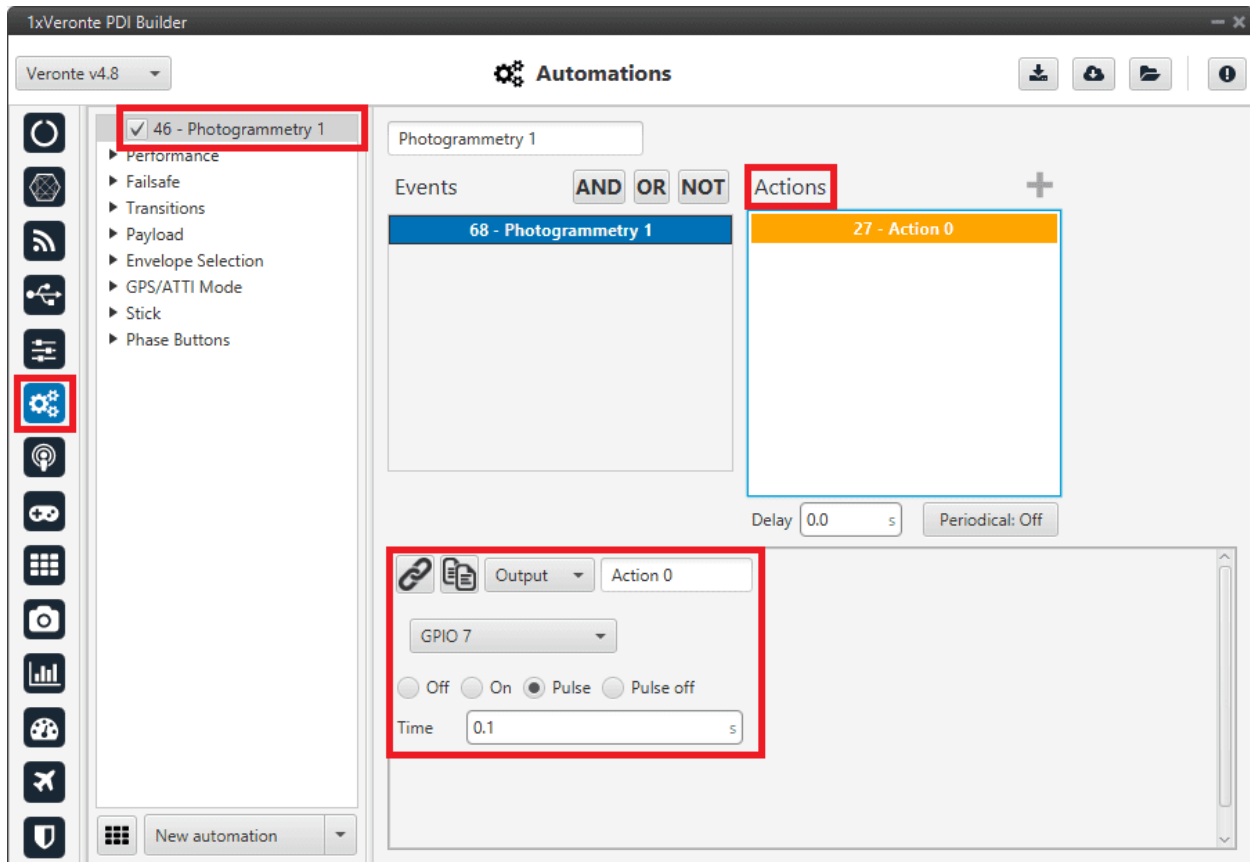 1xVeronte PDI Builder
Veronte v4.8
Automations
46 - Photogrammetry 1
Performance
Failsafe
Transitions
Payload
Envelope Selection
GPS/ATTI Mode
Stick
Phase Buttons
New automation
Photogrammetry 1
Events AND OR NOT
68 - Photogrammetry 1
Actions
27 - Action 0
Delay 0.0 s Periodical: Off
Output Action 0
GPIO 7
Off On Pulse Pulse off
Time 0.1 s